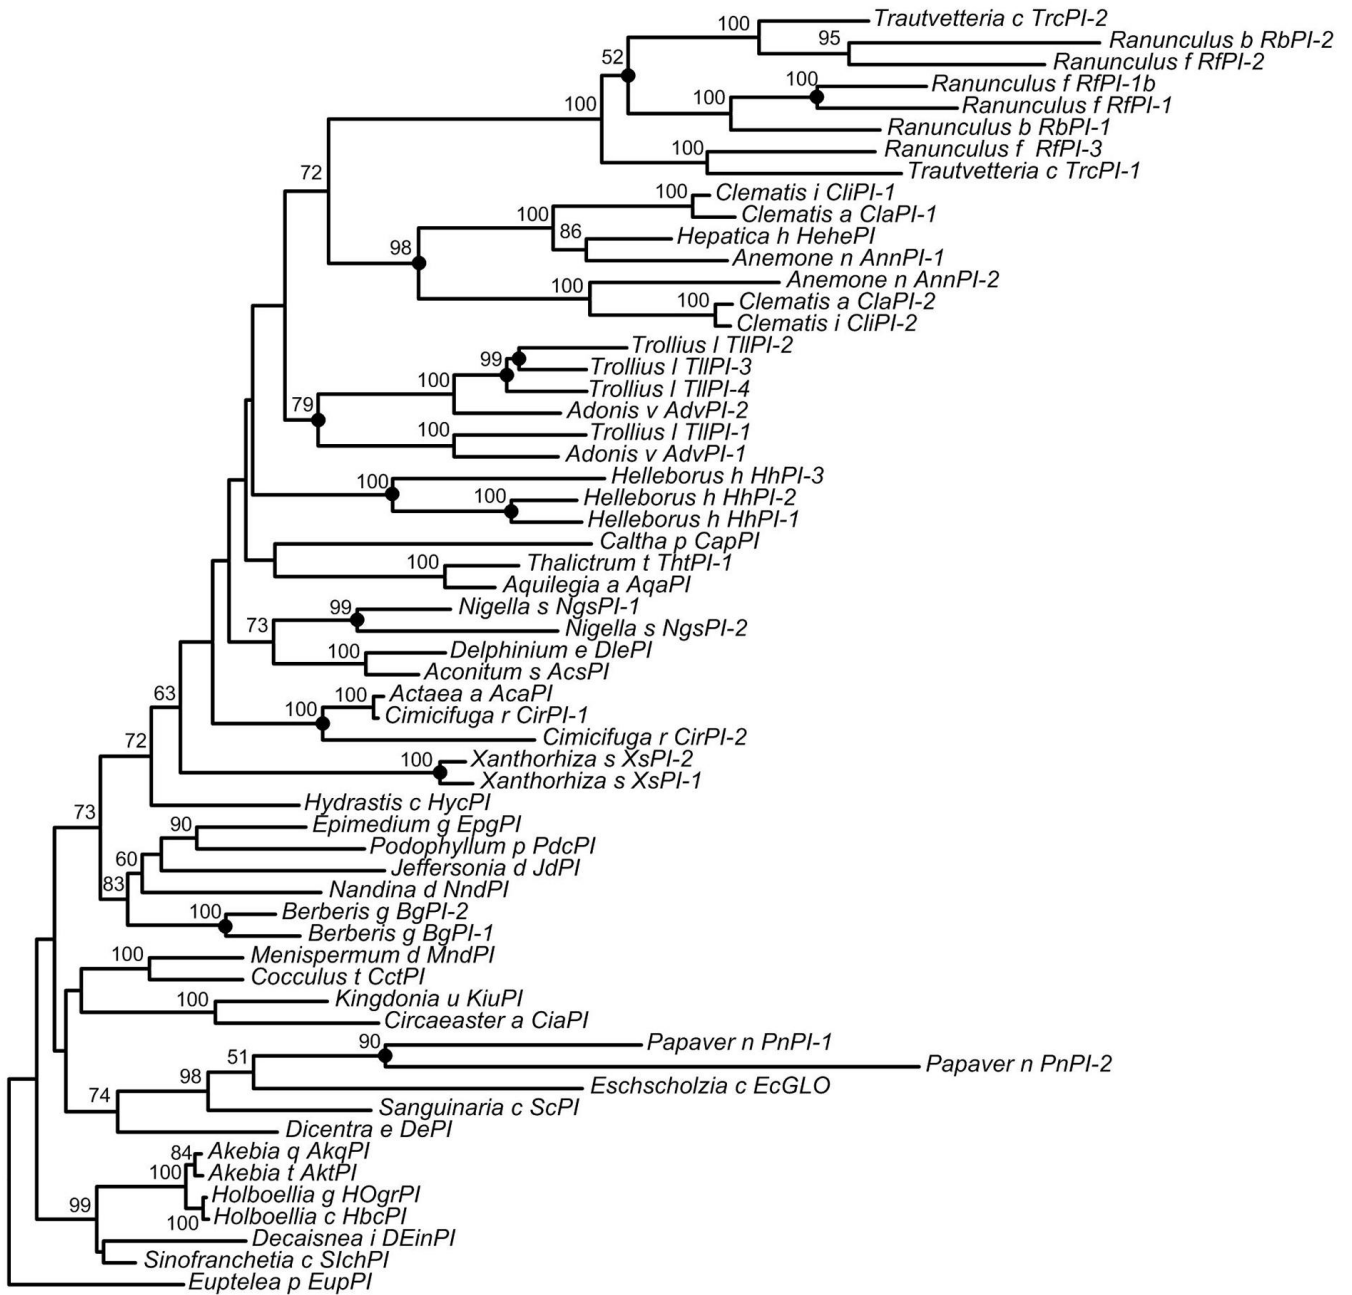 100 Trautvetteria c TrcPI-2
95 Ranunculus b RbPI-2
52 Ranunculus f RfPI-2
100 Ranunculus f RfPI-1b
100 100 Ranunculus f RfPI-1
Ranunculus b RbPI-1
100 Ranunculus f RfPI-3
Trautvetteria c TrcPI-1
72 100 Clematis i CliPI-1
100 Clematis a ClaPI-1
86 Hepatica h HehePI
98 Anemone n AnnPI-1
100 Anemone n AnnPI-2
100 Clematis a ClaPI-2
Clematis i CliPI-2
Trollius l TllPI-2
99 Trollius l TllPI-3
100 Trollius l TllPI-4
79 Adonis v AdvPI-2
100 Trollius l TllPI-1
Adonis v AdvPI-1
100 Helleborus h HhPI-3
100 Helleborus h HhPI-2
Helleborus h HhPI-1
Caltha p CapPI
100 Thalictrum t ThtPI-1
Aquilegia a AqaPI
99 Nigella s NgsPI-1
73 Nigella s NgsPI-2
100 Delphinium e DlePI
Aconitum s AcsPI
63 100 Actaea a AcaPI
100 Cimicifuga r CirPI-1
72 Cimicifuga r CirPI-2
100 Xanthorhiza s XsPI-2
Xanthorhiza s XsPI-1
73 Hydrastis c HycPI
90 Epimedium g EpgPI
Podophyllum p PdcPI
60 Jeffersonia d JdPI
83 Nandina d NndPI
100 Berberis g BgPI-2
Berberis g BgPI-1
100 Menispermum d MndPI
Cocculus t CctPI
100 Kingdonia u KiuPI
Circaeaster a CiaPI
90 Papaver n PnPI-1
51 Papaver n PnPI-2
98 Eschscholzia c EcGLO
74 Sanguinaria c ScPI
Dicentra e DePI
84 Akebia q AkqPI
100 Akebia t AktPI
99 Holboellia g HOgrPI
100 Holboellia c HbcPI
Decaisnea i DEinPI
Sinofranchetia c SIchPI
Euptelea p EupPI